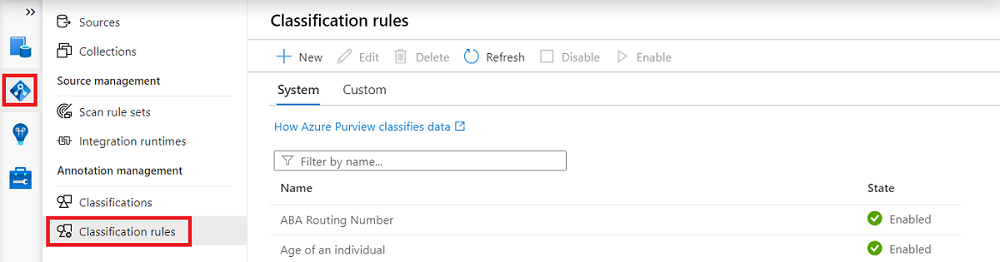 Sources
Collections
Source management
Scan rule sets
Integration runtimes
Annotation management
Classifications
Classification rules
Classification rules
New Edit Delete Refresh Disable Enable
System Custom
How Azure Purview classifies data
Filter by name...
Name State
ABA Routing Number Enabled
Age of an individual Enabled